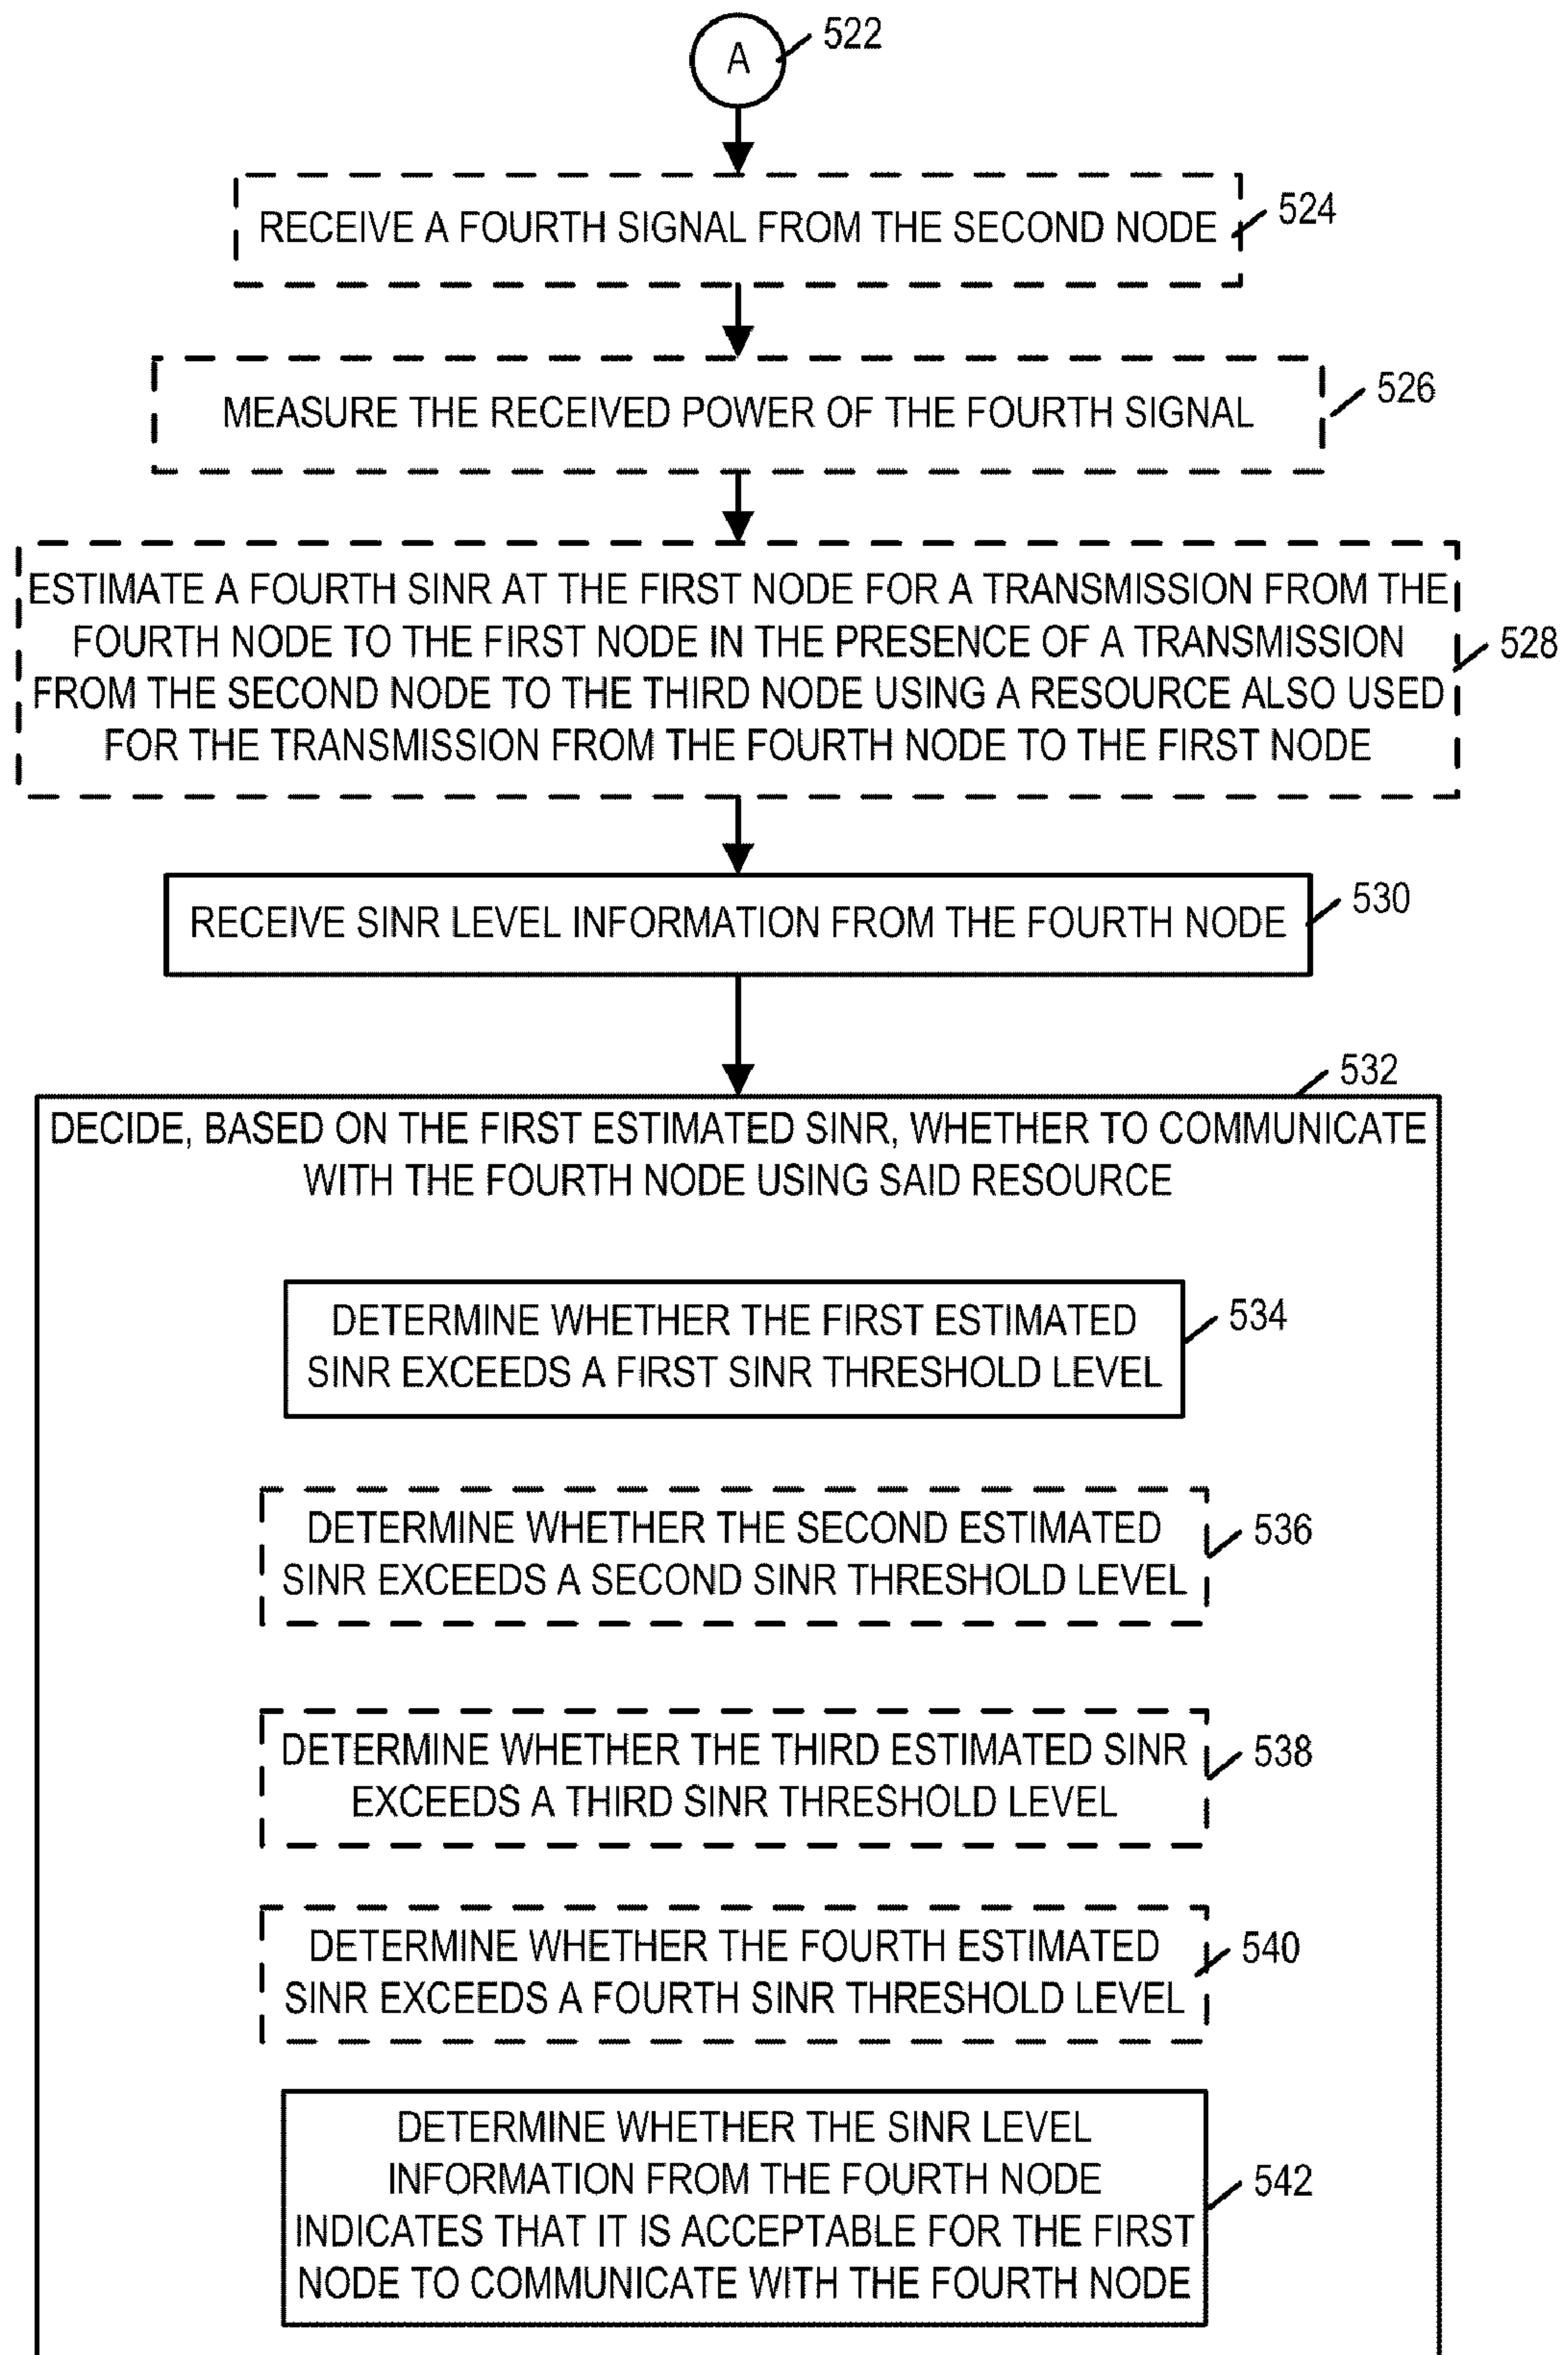 A
522
RECEIVE A FOURTH SIGNAL FROM THE SECOND NODE
524
MEASURE THE RECEIVED POWER OF THE FOURTH SIGNAL
526
ESTIMATE A FOURTH SINR AT THE FIRST NODE FOR A TRANSMISSION FROM THE
FOURTH NODE TO THE FIRST NODE IN THE PRESENCE OF A TRANSMISSION
FROM THE SECOND NODE TO THE THIRD NODE USING A RESOURCE ALSO USED
FOR THE TRANSMISSION FROM THE FOURTH NODE TO THE FIRST NODE
528
RECEIVE SINR LEVEL INFORMATION FROM THE FOURTH NODE
530
532
DECIDE, BASED ON THE FIRST ESTIMATED SINR, WHETHER TO COMMUNICATE
WITH THE FOURTH NODE USING SAID RESOURCE
DETERMINE WHETHER THE FIRST ESTIMATED
SINR EXCEEDS A FIRST SINR THRESHOLD LEVEL
534
DETERMINE WHETHER THE SECOND ESTIMATED
SINR EXCEEDS A SECOND SINR THRESHOLD LEVEL
536
DETERMINE WHETHER THE THIRD ESTIMATED SINR
EXCEEDS A THIRD SINR THRESHOLD LEVEL
538
DETERMINE WHETHER THE FOURTH ESTIMATED
SINR EXCEEDS A FOURTH SINR THRESHOLD LEVEL
540
DETERMINE WHETHER THE SINR LEVEL
INFORMATION FROM THE FOURTH NODE
INDICATES THAT IT IS ACCEPTABLE FOR THE FIRST
NODE TO COMMUNICATE WITH THE FOURTH NODE
542